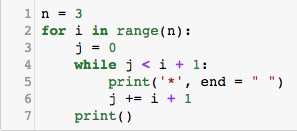 1 n = 3
2 for i in range(n):
3     j = 0
4     while j < i + 1:
5         print('*', end = " ")
6         j += i + 1
7     print()